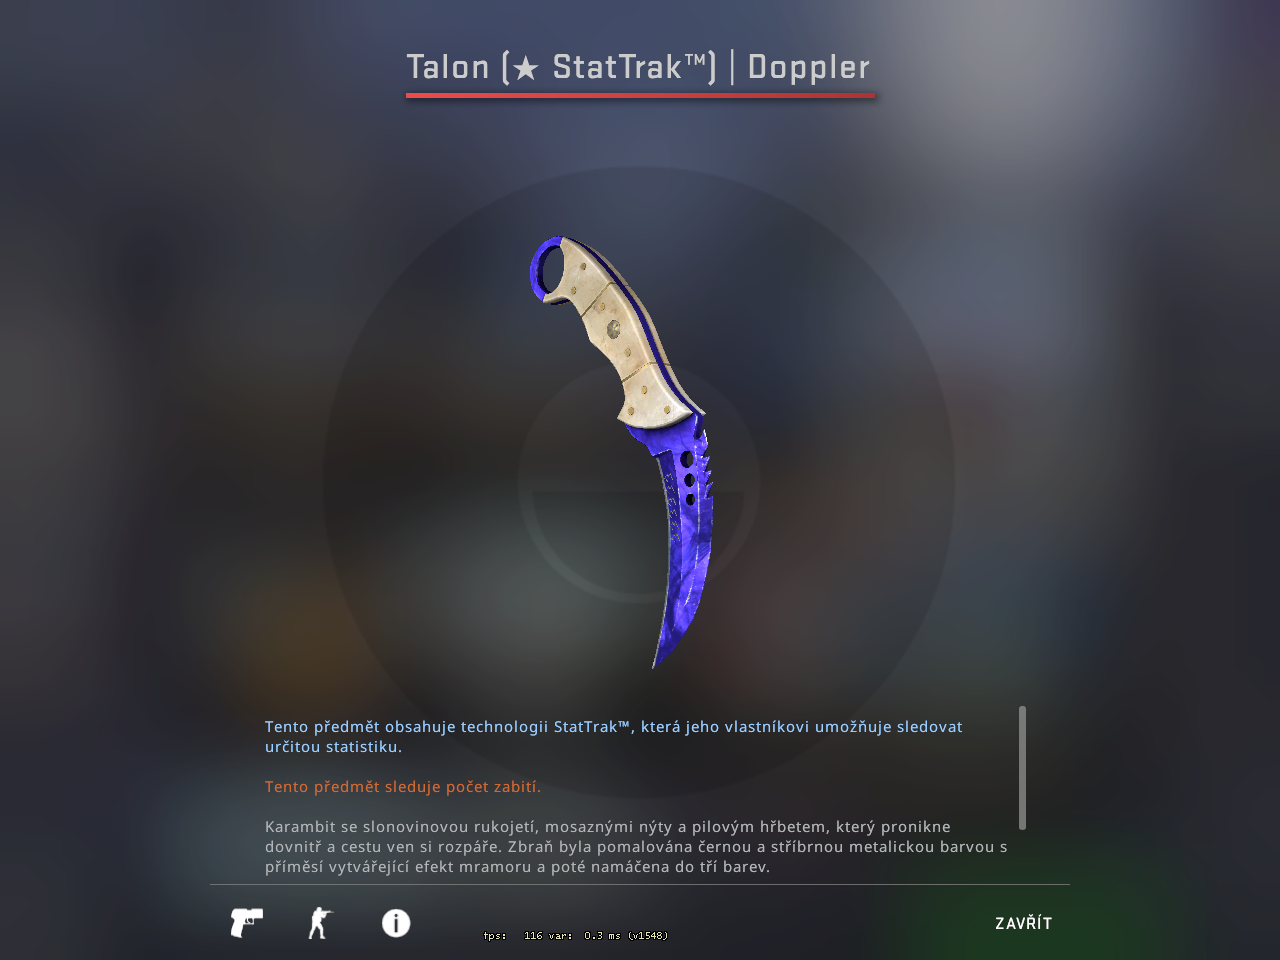 Talon (★ StatTrak™) | Doppler
Tento předmět obsahuje technologii StatTrak™, která jeho vlastníkovi umožňuje sledovat
určitou statistiku.
Tento předmět sleduje počet zabití.
Karambit se slonovinovou rukojetí, mosaznými nýty a pilovým hřbetem, který pronikne
dovnitř a cestu ven si rozpáře. Zbraň byla pomalována černou a stříbrnou metalickou barvou s
příměsí vytvářející efekt mramoru a poté namáčena do tří barev.
ZAVŘÍT
fps: 116 var: 0.3 ms (v1548)